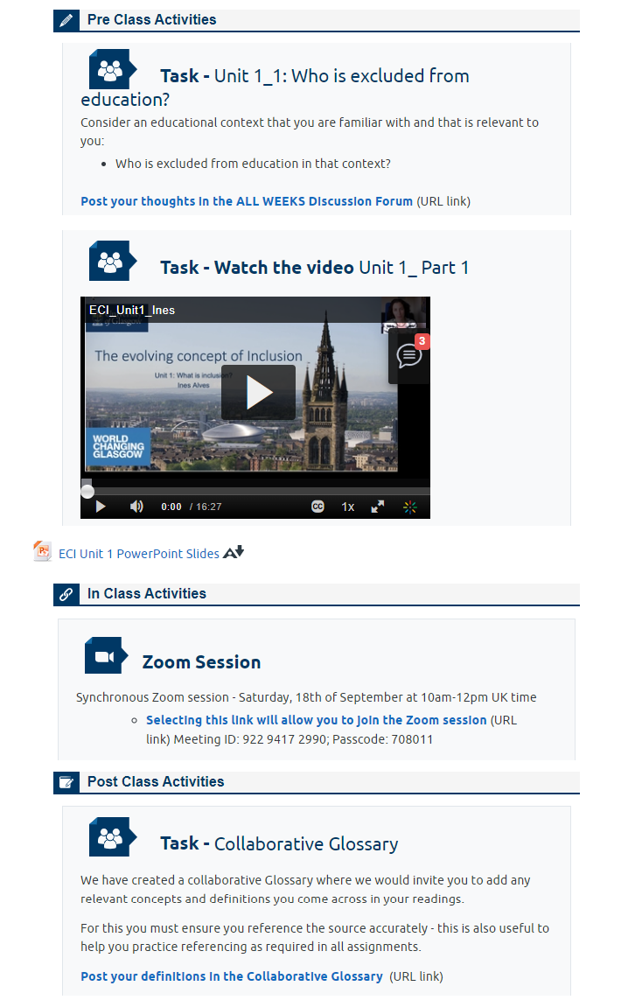 Pre Class Activities
Task - Unit 1_1: Who is excluded from
education?
Consider an educational context that you are familiar with and that is relevant to
you:
• Who is excluded from education in that context?
Post your thoughts in the ALL WEEKS Discussion Forum (URL link)
Task - Watch the video Unit 1_ Part 1
ECI_Unit1_Ines
of Glasgow
3
The evolving concept of Inclusion
Unit 1: What is inclusion?
Ines Alves
WORLD
CHANGING
GLASGOW
0:00 / 16:27
CC
1x
ECI Unit 1 PowerPoint Slides
In Class Activities
Zoom Session
Synchronous Zoom session - Saturday, 18th of September at 10am-12pm UK time
Selecting this link will allow you to join the Zoom session (URL
link) Meeting ID: 922 9417 2990; Passcode: 708011
Post Class Activities
Task - Collaborative Glossary
We have created a collaborative Glossary where we would invite you to add any
relevant concepts and definitions you come across in your readings.
For this you must ensure you reference the source accurately - this is also useful to
help you practice referencing as required in all assignments.
Post your definitions in the Collaborative Glossary (URL link)